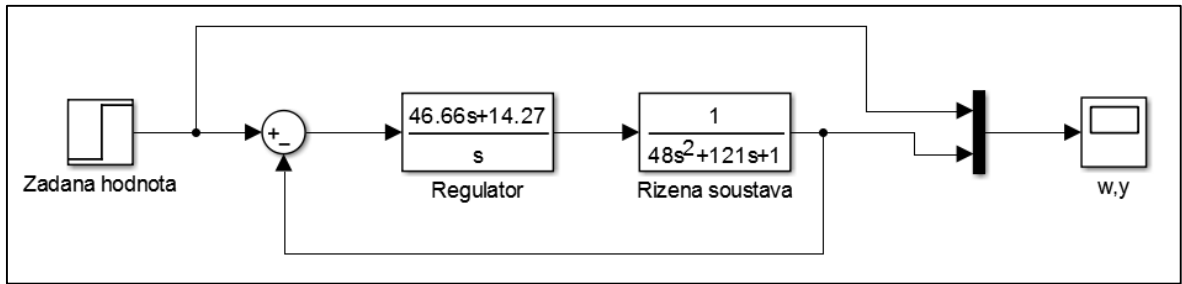 Zadana hodnota
+
−
46.66s+14.27
s
Regulator
1
48s²+121s+1
Rizena soustava
w,y